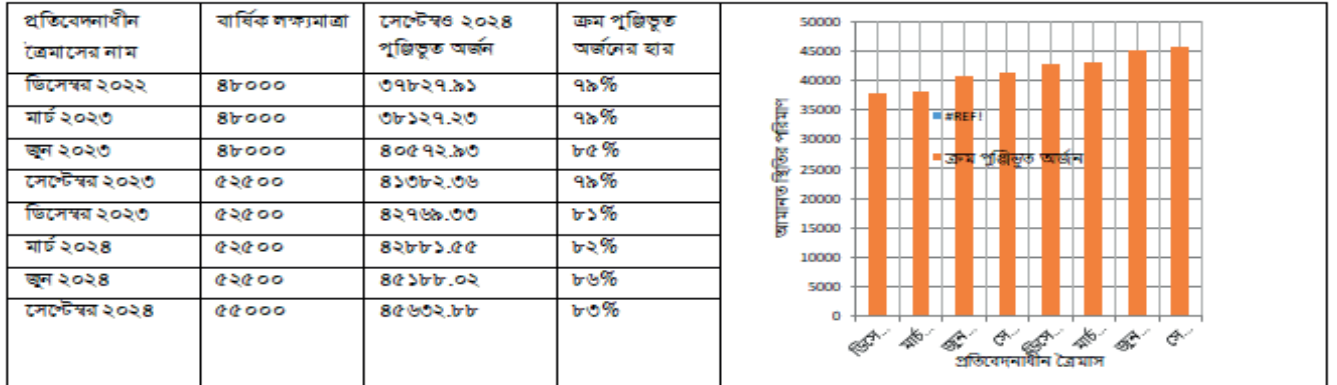 প্রতিবেদনাধীন ত্রৈমাসের নাম
বার্ষিক লক্ষ্যমাত্রা
সেপ্টেম্বও ২০২৪ পুঞ্জিভুত অর্জন
ক্রম পুঞ্জিভুত অর্জনের হার
ডিসেম্বর ২০২২ ৪৮০০০ ৩৭৮২৭.৯১ ৭৯%
মার্চ ২০২৩ ৪৮০০০ ৩৮১২৭.২৩ ৭৯%
জুন ২০২৩ ৪৮০০০ ৪০৫৭২.৯৩ ৮৫%
সেপ্টেম্বর ২০২৩ ৫২৫০০ ৪১৩৮২.৩৬ ৭৯%
ডিসেম্বর ২০২৩ ৫২৫০০ ৪২৭৬৯.৩৩ ৮১%
মার্চ ২০২৪ ৫২৫০০ ৪২৮৮১.৫৫ ৮২%
জুন ২০২৪ ৫২৫০০ ৪৫১৮৮.০২ ৮৬%
সেপ্টেম্বর ২০২৪ ৫৫০০০ ৪৫৬৩২.৮৮ ৮৩%
আমানত স্থিতির পরিমাণ
50000
45000
40000
35000
30000
25000
20000
15000
10000
5000
0
#REF!
ক্রম পুঞ্জিভুত অর্জন
ডিসে... মার্চ... জুন... সে... ডিসে... মার্চ... জুন... সে...
প্রতিবেদনাধীন ত্রৈমাস